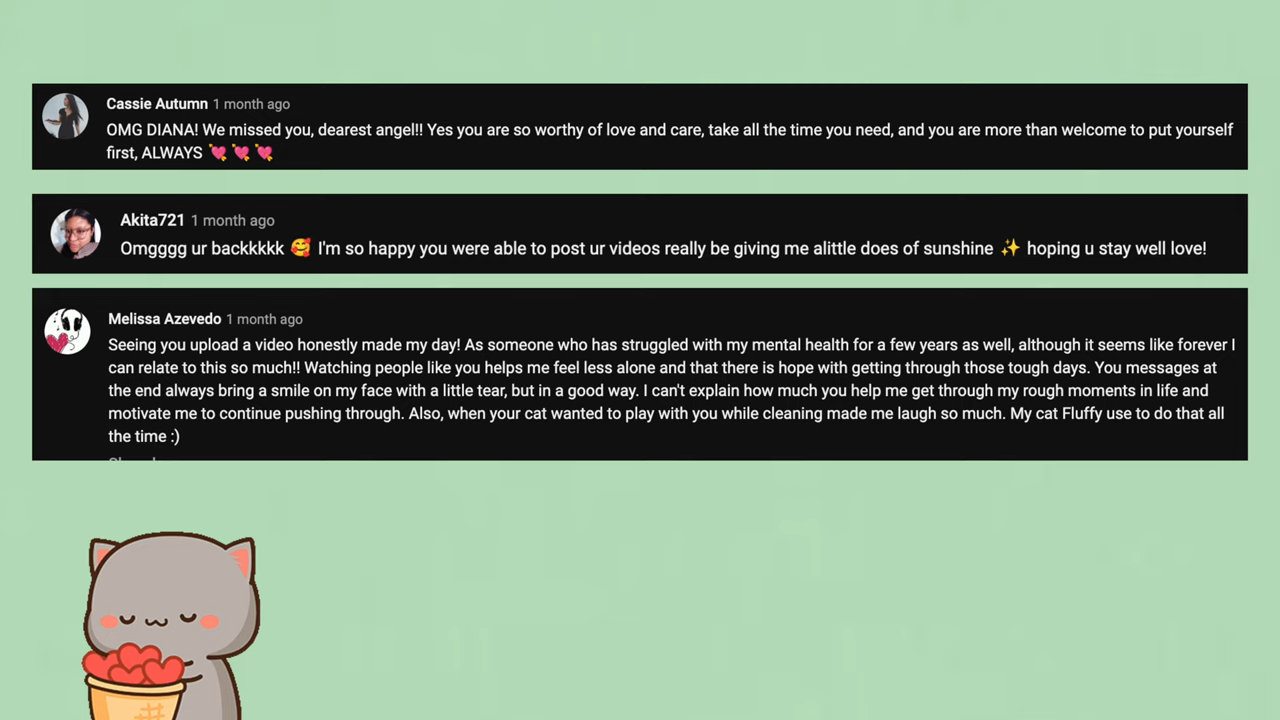 Cassie Autumn 1 month ago
OMG DIANA! We missed you, dearest angel!! Yes you are so worthy of love and care, take all the time you need, and you are more than welcome to put yourself
first, ALWAYS 💘 💘 💘
Akita721 1 month ago
Omgggg ur backkkkk 🥰 I'm so happy you were able to post ur videos really be giving me alittle does of sunshine ✨ hoping u stay well love!
Melissa Azevedo 1 month ago
Seeing you upload a video honestly made my day! As someone who has struggled with my mental health for a few years as well, although it seems like forever I
can relate to this so much!! Watching people like you helps me feel less alone and that there is hope with getting through those tough days. You messages at
the end always bring a smile on my face with a little tear, but in a good way. I can't explain how much you help me get through my rough moments in life and
motivate me to continue pushing through. Also, when your cat wanted to play with you while cleaning made me laugh so much. My cat Fluffy use to do that all
the time :)